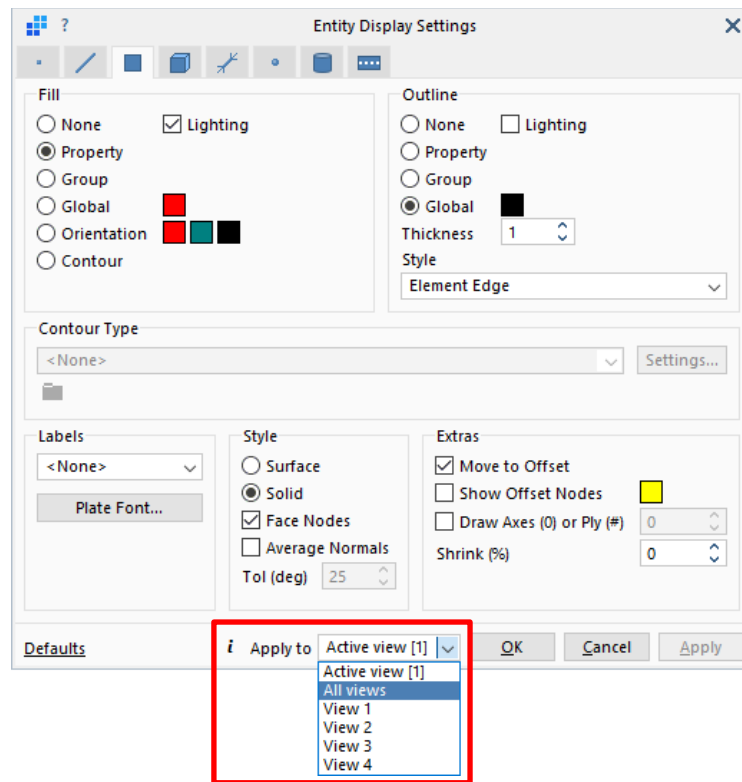 ? Entity Display Settings
Fill
None Lighting
Property
Group
Global
Orientation
Contour
Outline
None Lighting
Property
Group
Global
Thickness 1
Style
Element Edge
Contour Type
<None> Settings...
Labels
<None>
Plate Font...
Style
Surface
Solid
Face Nodes
Average Normals
Tol (deg) 25
Extras
Move to Offset
Show Offset Nodes
Draw Axes (0) or Ply (#) 0
Shrink (%) 0
Defaults i Apply to Active view [1] OK Cancel Apply
Active view [1]
All views
View 1
View 2
View 3
View 4